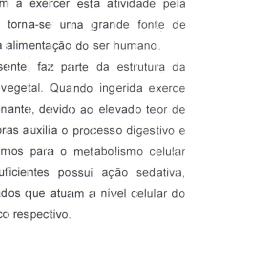 m a exercer esta atividade pela
torna-se uma grande fonte de
a alimentação do ser humano.
sente, faz parte da estrutura da
vegetal. Quando ingerida exerce
nante, devido ao elevado teor de
ras auxilia o processo digestivo e
mos para o metabolismo celular
uficientes possui ação sedativa,
dos que atuam a nível celular do
co respectivo.